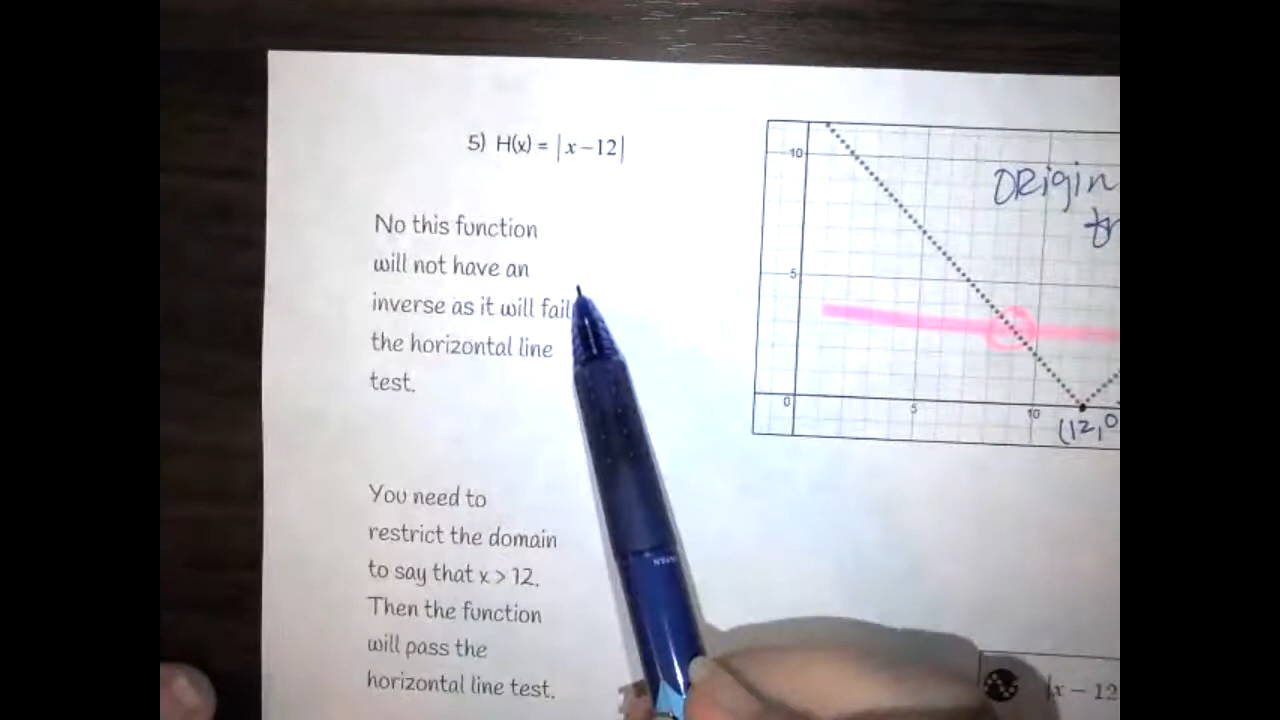 5) H(x) = |x-12|
No this function
will not have an
inverse as it will fail
the horizontal line
test.
You need to
restrict the domain
to say that x > 12.
Then the function
will pass the
horizontal line test.
10
ORigin
5
0
5
10
(12,0
|x - 12